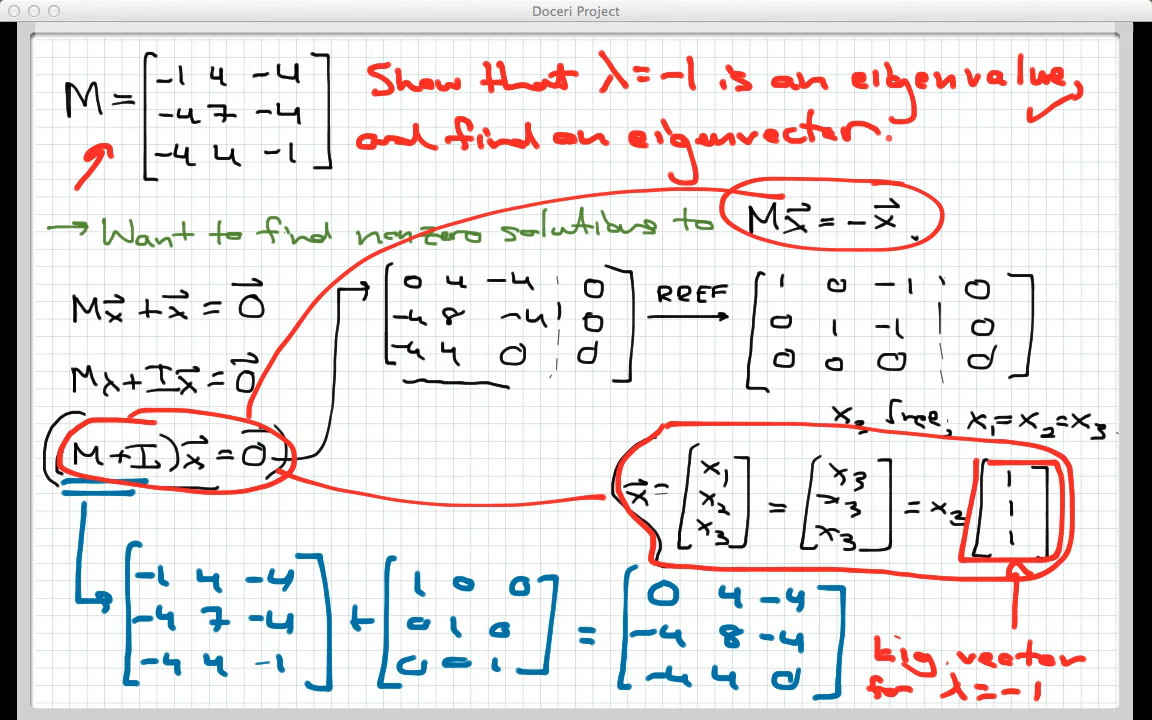 Doceri Project
M = [ -1 4 -4
-4 7 -4
-4 4 -1 ]
Show that λ = -1 is an eigenvalue,
and find an eigenvector.
→ Want to find nonzero solutions to Mx⃗ = -x⃗.
Mx⃗ + x⃗ = 0⃗
Mx + Ix⃗ = 0⃗
(M + I)x⃗ = 0⃗
[ 0 4 -4 | 0
-4 8 -4 | 0
-4 4 0 | 0 ]
RREF →
[ 1 0 -1 | 0
0 1 -1 | 0
0 0 0 | 0 ]
x₃ free, x₁ = x₂ = x₃.
x⃗ = [ x₁ x₂ x₃ ] = [ x₃ x₃ x₃ ] = x₃ [ 1 1 1 ]
[ -1 4 -4 ] [ 1 0 0 ] [ 0 4 -4 ]
[ -4 7 -4 ] + [ 0 1 0 ] = [ -4 8 -4 ]
[ -4 4 -1 ] [ 0 0 1 ] [ -4 4 0 ]
Eig.vector
for λ = -1